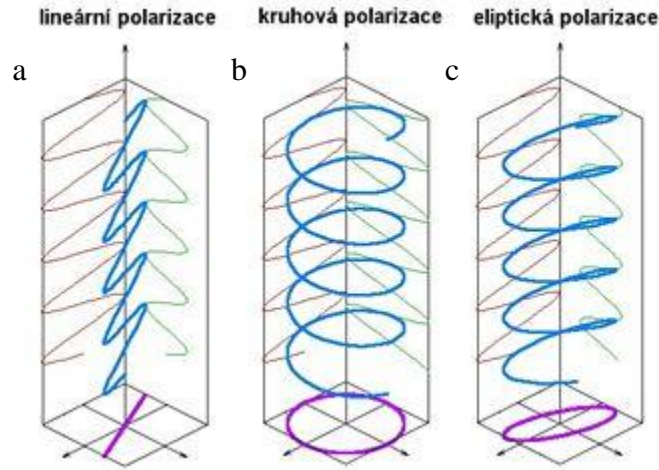 lineární polarizace
kruhová polarizace
eliptická polarizace
a
b
c